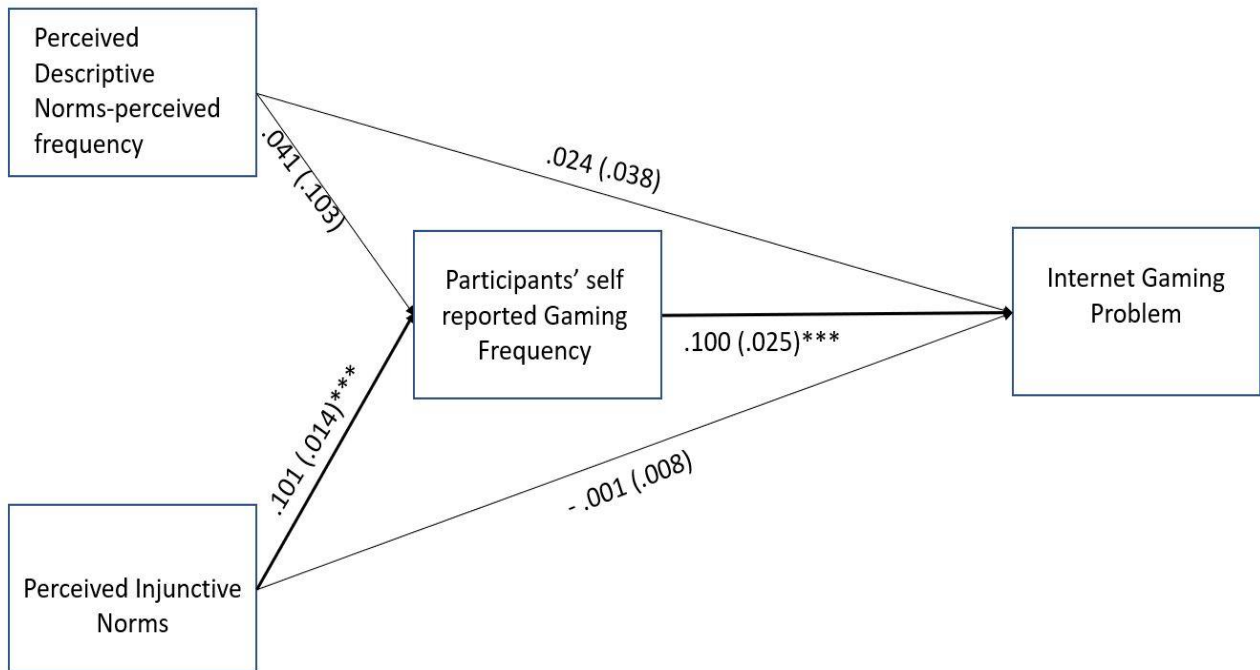 Perceived
Descriptive
Norms-perceived
frequency
.041 (.103)
.024 (.038)
Participants’ self
reported Gaming
Frequency
.100 (.025)***
Internet Gaming
Problem
.101 (.014)***
- .001 (.008)
Perceived Injunctive
Norms